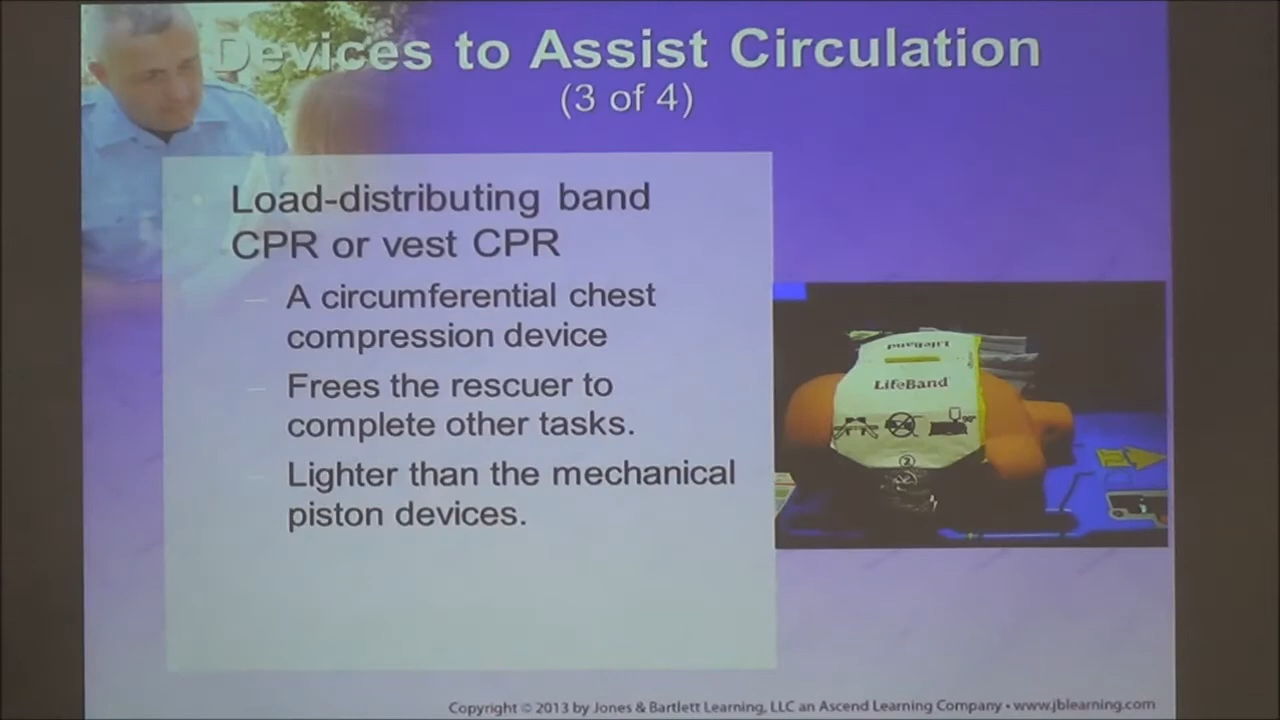 Devices to Assist Circulation
(3 of 4)
Load-distributing band
CPR or vest CPR
– A circumferential chest
compression device
– Frees the rescuer to
complete other tasks.
– Lighter than the mechanical
piston devices.
LifeBand
LifeBand
90°
2
Copyright © 2013 by Jones & Bartlett Learning, LLC an Ascend Learning Company • www.jblearning.com